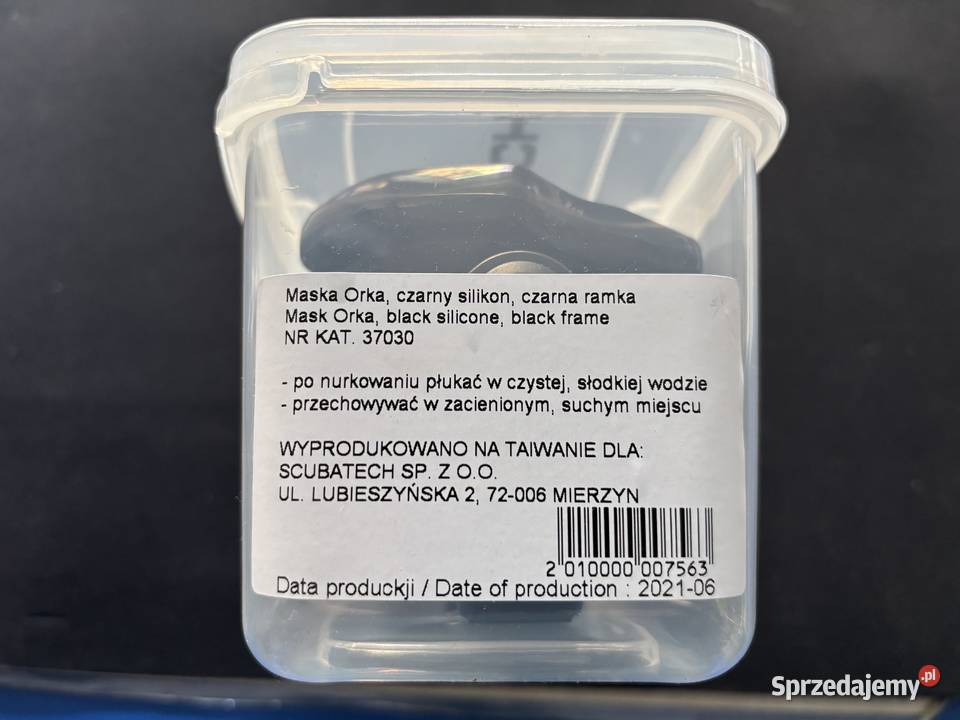 Maska Orka, czarny silikon, czarna ramka
Mask Orka, black silicone, black frame
NR KAT. 37030
- po nurkowaniu płukać w czystej, słodkiej wodzie
- przechowywać w zacienionym, suchym miejscu
WYPRODUKOWANO NA TAIWANIE DLA:
SCUBATECH SP. Z O.O.
UL. LUBIESZYŃSKA 2, 72-006 MIERZYN
2 010000 007563
Data produckji / Date of production : 2021-06
Sprzedajemy.pl